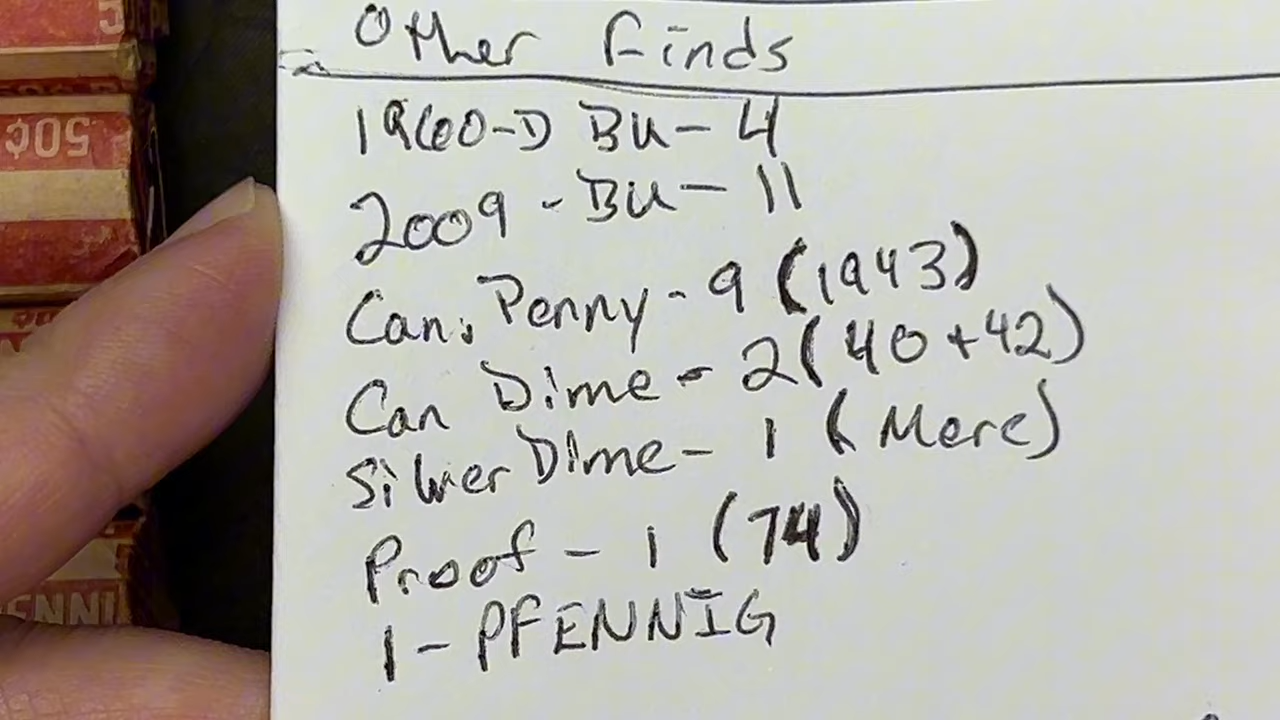 Other Finds
1960-D BU- 4
2009 - BU- 11
Can. Penny - 9 (1943)
Can Dime - 2 (40 +42)
Silver Dime - 1 (Merc)
Proof - 1 (74)
1- PFENNIG
50¢